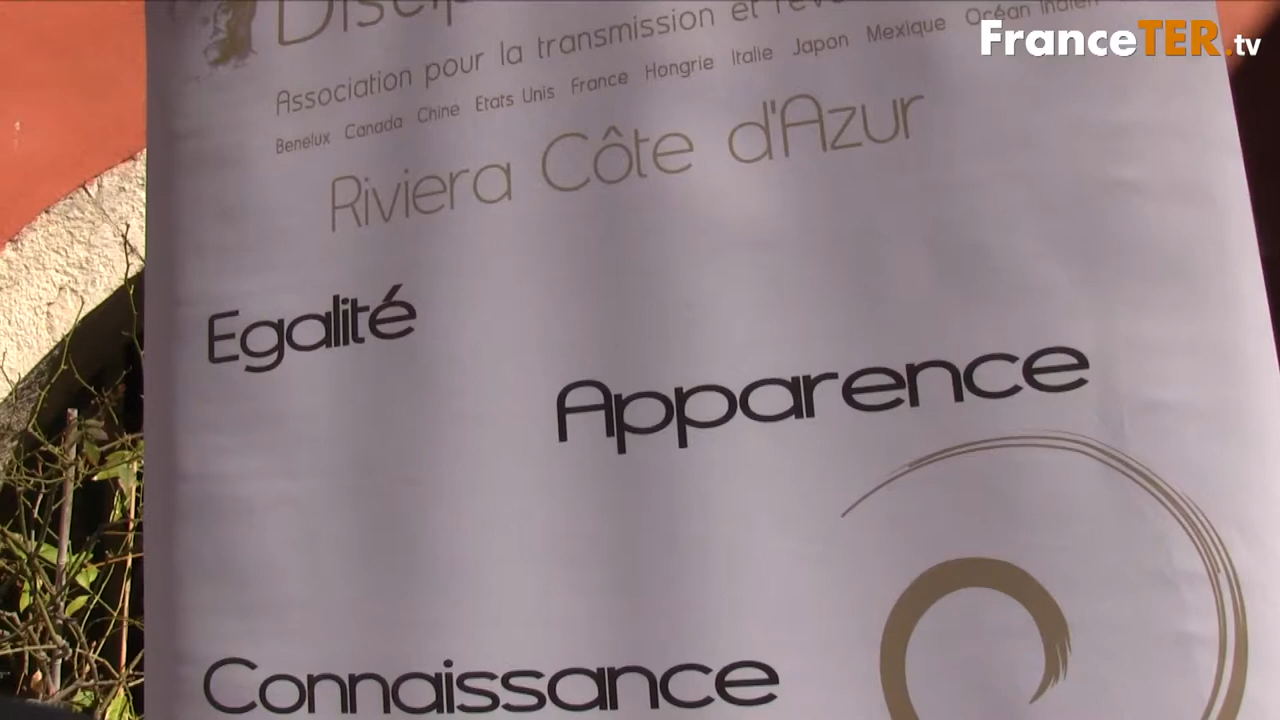 FranceTER.tv
Association pour la transmission et
Benelux Canada Chine Etats Unis France Hongrie Italie Japon Mexique Océan Indien
Riviera Côte d'Azur
Egalité
Apparence
Connaissance